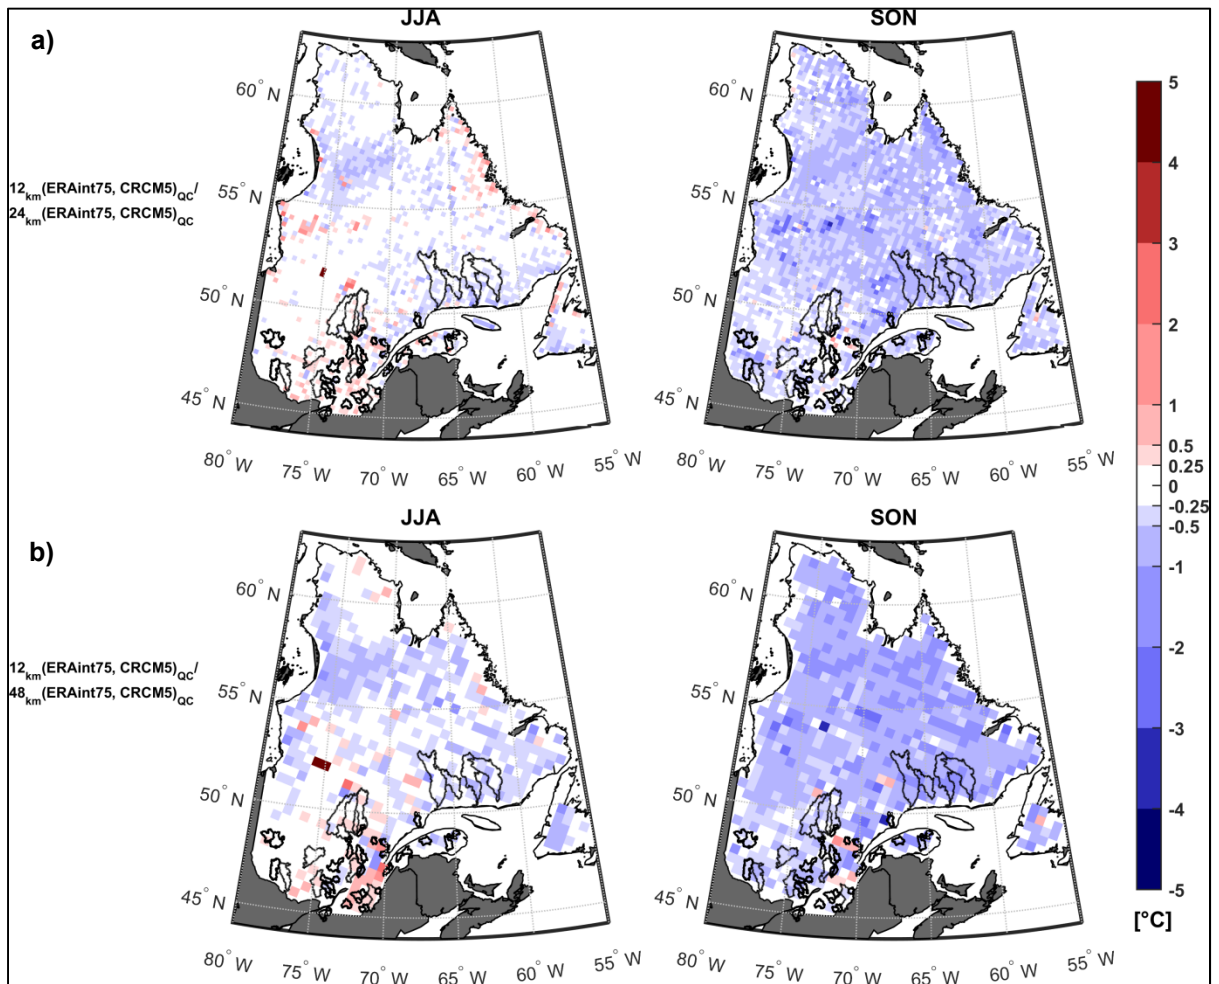 JJA
SON
a)
60° N
55° N
50° N
45° N
80° W
75° W
70° W
65° W
60° W
55° W
60° N
55° N
50° N
45° N
80° W
75° W
70° W
65° W
60° W
55° W
12km(ERAint75, CRCM5)QC/
24km(ERAint75, CRCM5)QC
JJA
SON
b)
60° N
55° N
50° N
45° N
80° W
75° W
70° W
65° W
60° W
55° W
60° N
55° N
50° N
45° N
80° W
75° W
70° W
65° W
60° W
55° W
12km(ERAint75, CRCM5)QC/
48km(ERAint75, CRCM5)QC
5
4
3
2
1
0.5
0.25
0
-0.25
-0.5
-1
-2
-3
-4
-5
[°C]